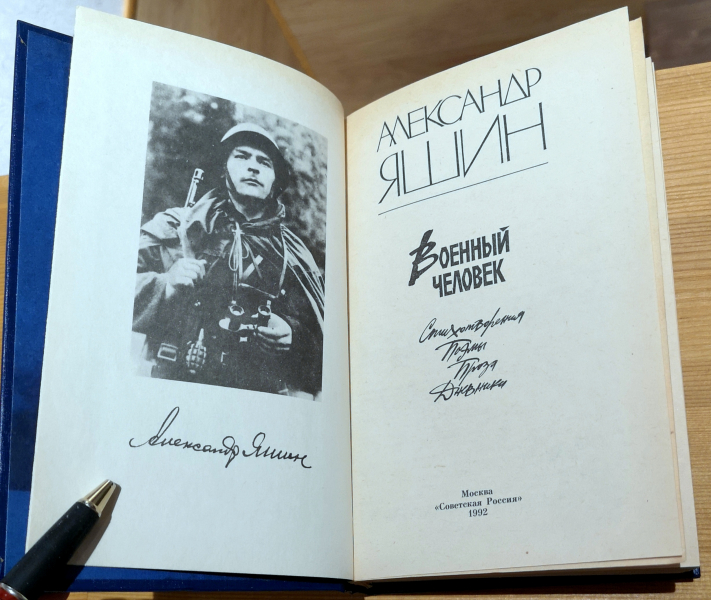 Александр Яшин
АЛЕКСАНДР
ЯШИН
ВОЕННЫЙ
ЧЕЛОВЕК
Стихотворения
Поэмы
Проза
Дневники
Москва
«Советская Россия»
1992